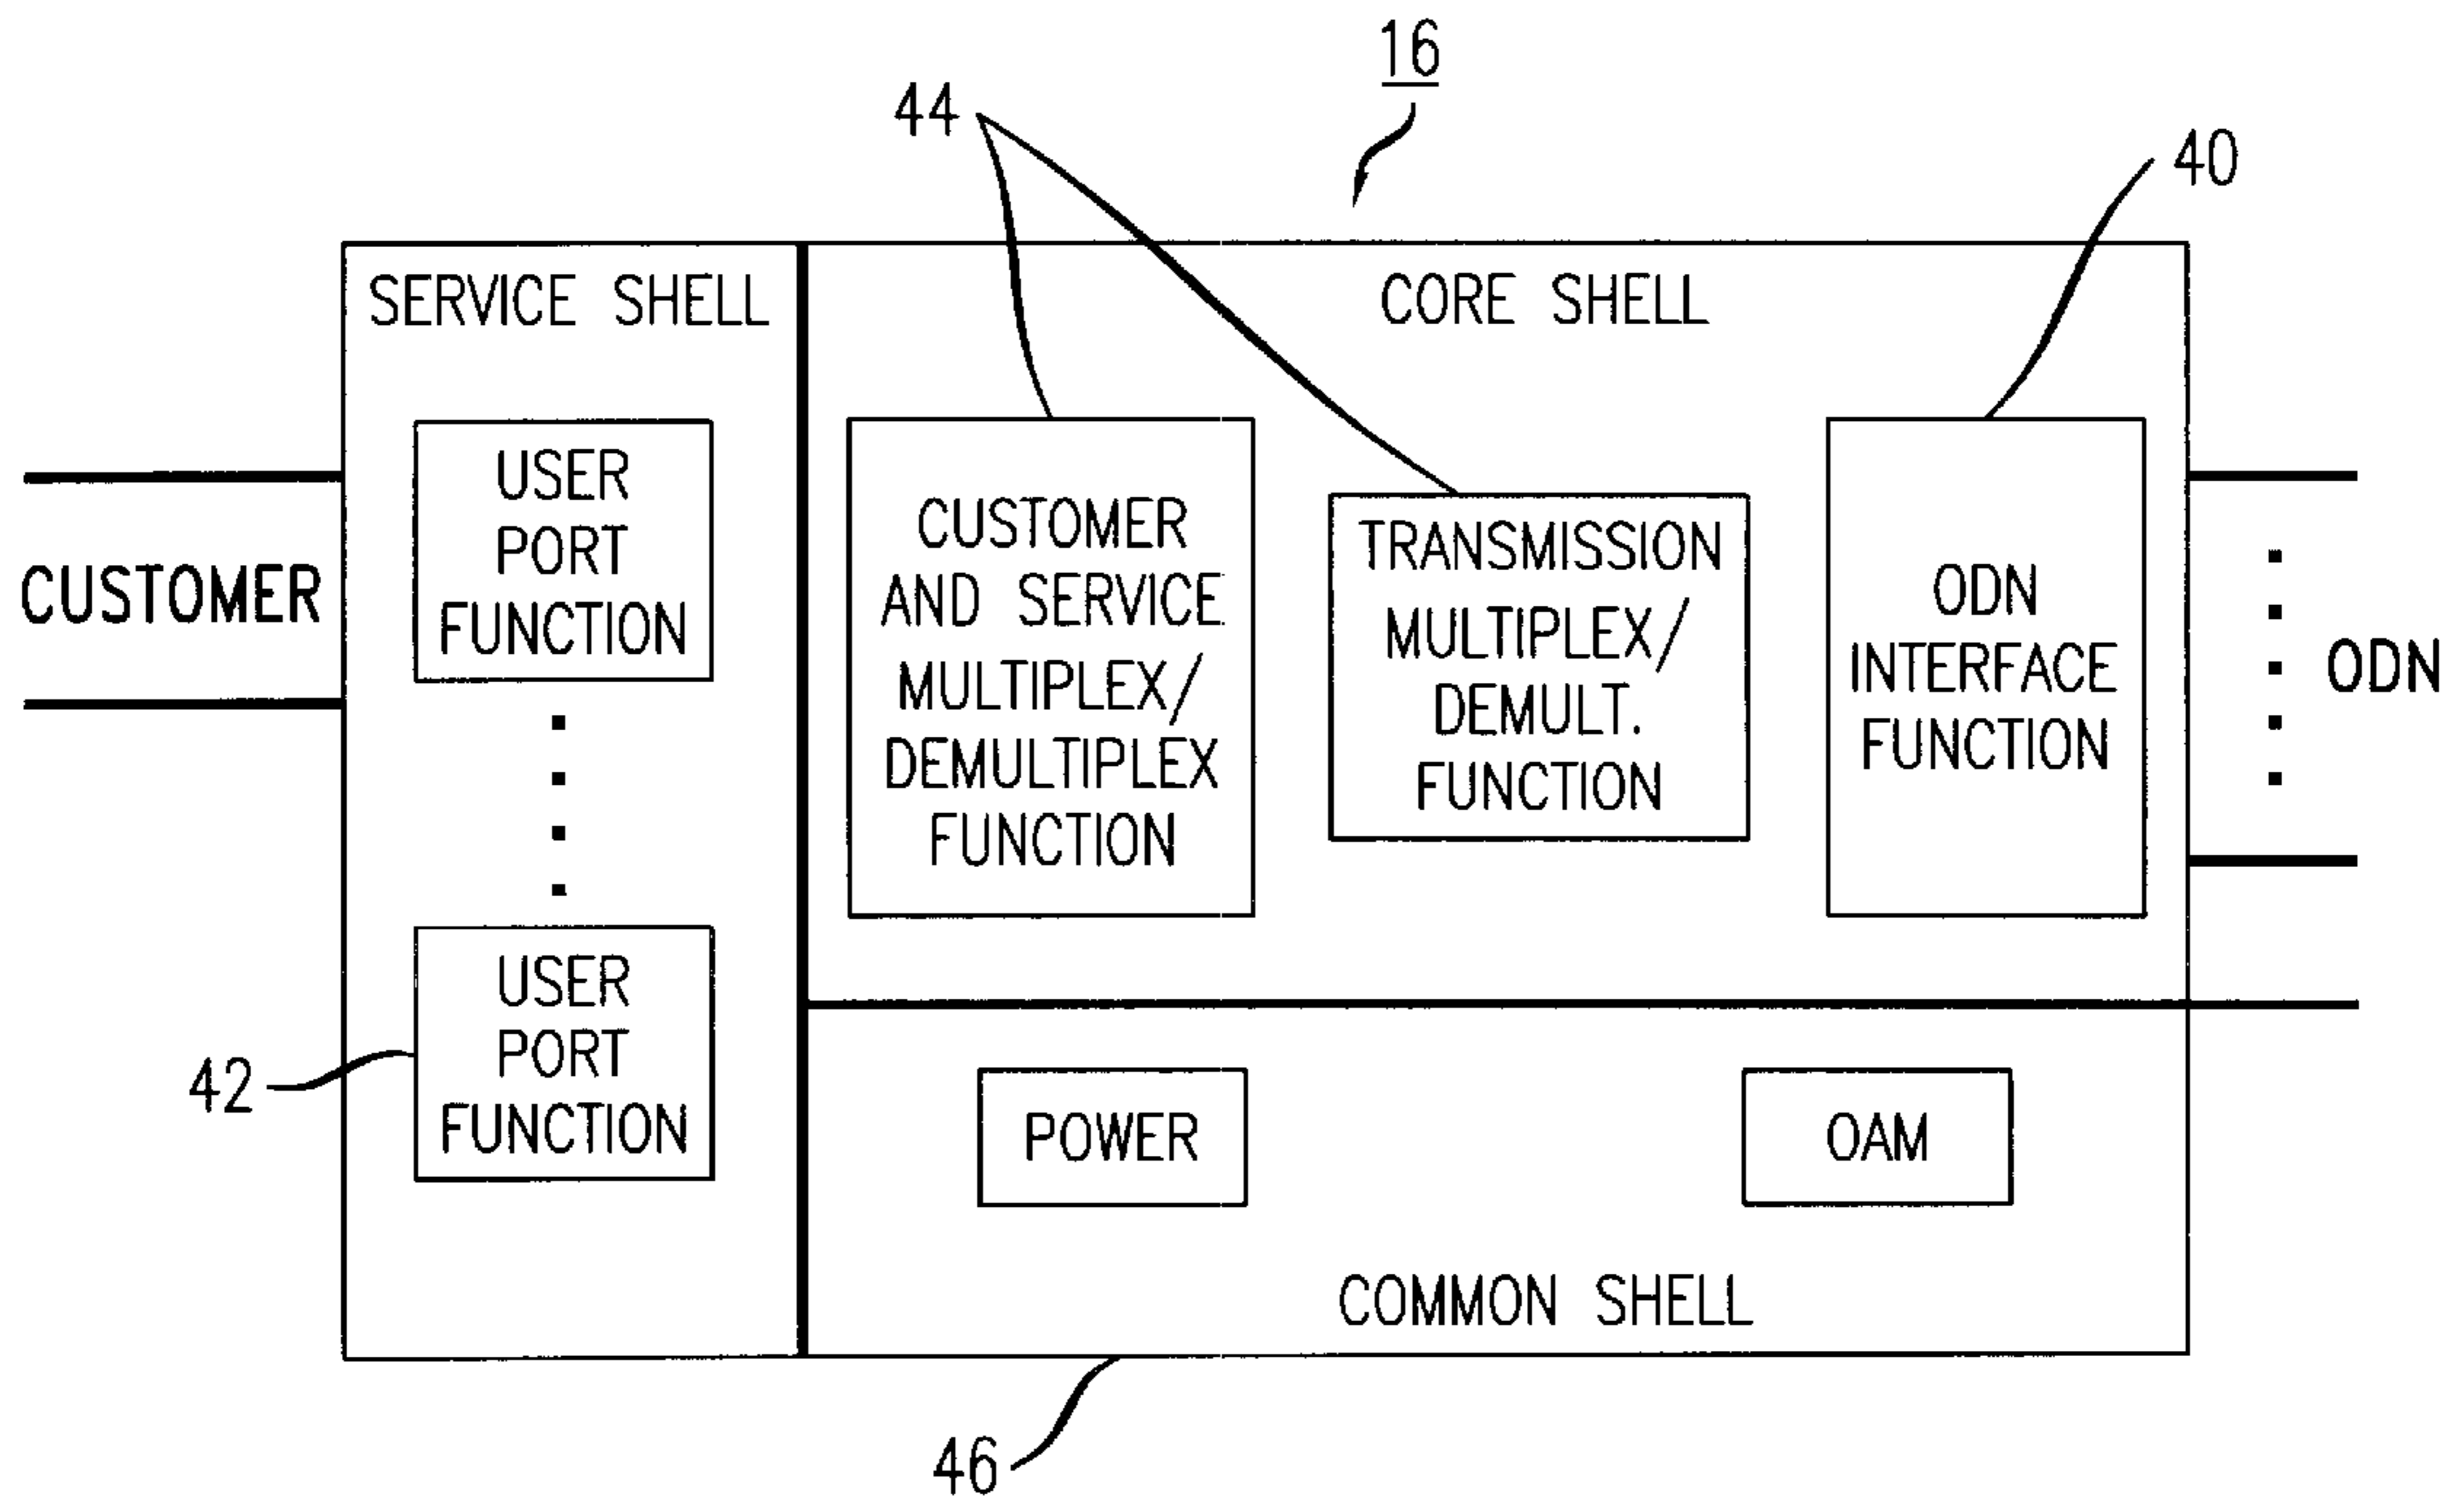 16
44
40
SERVICE SHELL
CORE SHELL
USER
PORT
FUNCTION
CUSTOMER
AND SERVICE
MULTIPLEX/
DEMULTIPLEX
FUNCTION
TRANSMISSION
MULTIPLEX/
DEMULT.
FUNCTION
ODN
INTERFACE
FUNCTION
CUSTOMER
ODN
USER
PORT
FUNCTION
42
POWER
OAM
COMMON SHELL
46